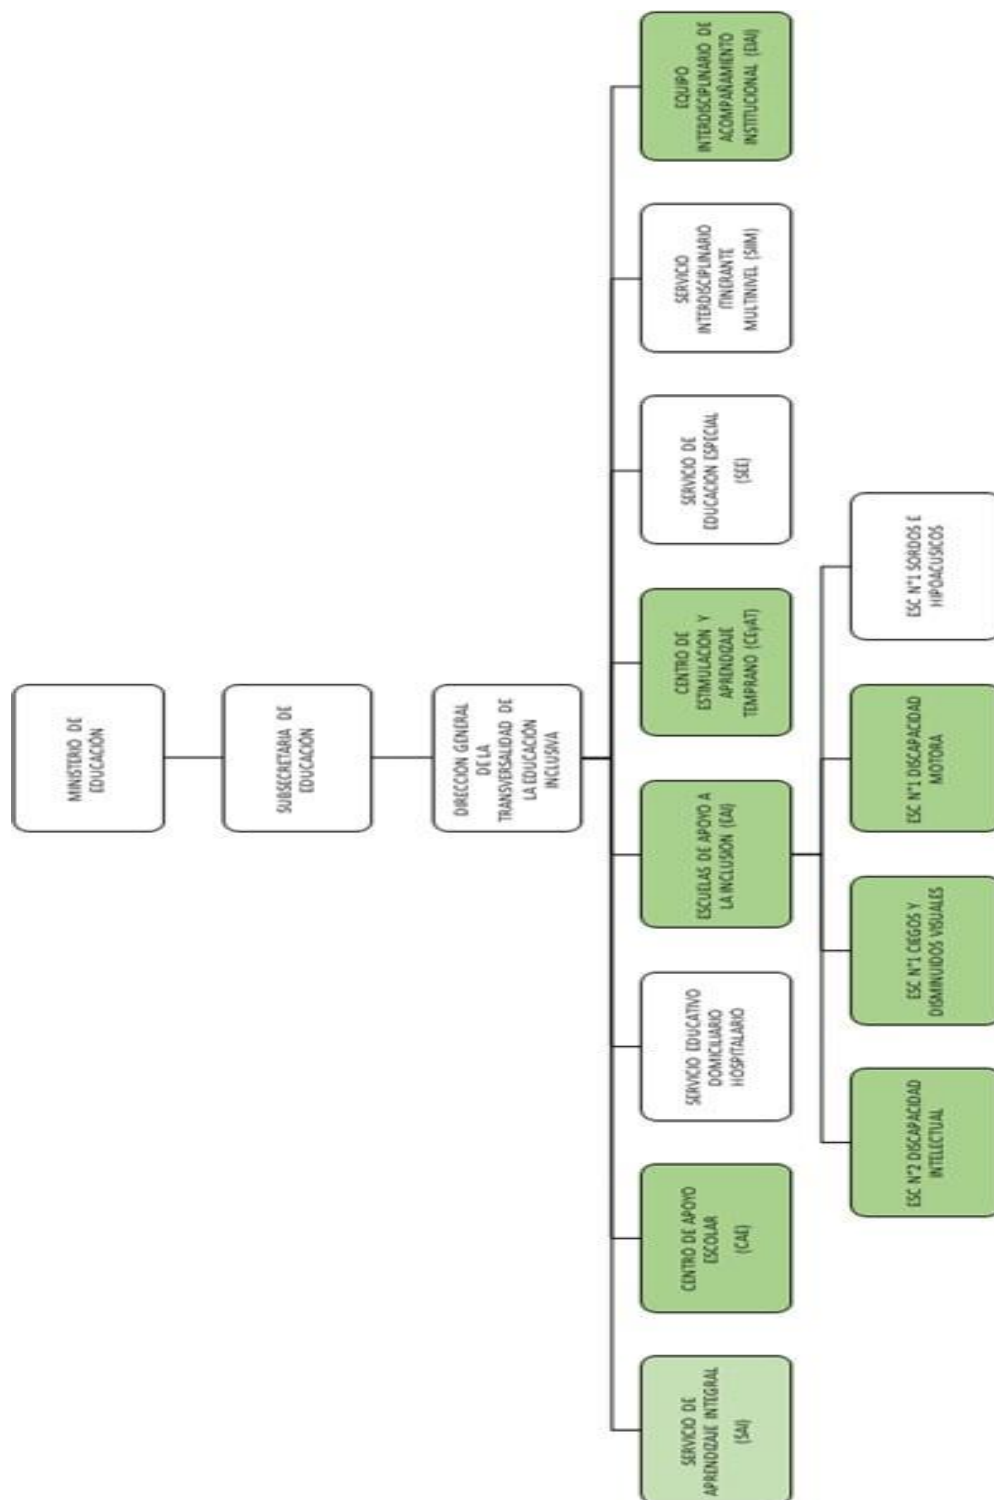 MINISTERIO DE
EDUCACIÓN
SUBSECRETARIA DE
EDUCACIÓN
DIRECCION GENERAL
DE LA
TRANSVERSALIDAD DE
LA EDUCACIÓN
INCLUSIVA
SERVICIO DE
APRENDIZAJE INTEGRAL
(SAI)
CENTRO DE APOYO
ESCOLAR
(CAE)
SERVICIO EDUCATIVO
DOMICILIARIO
HOSPITALARIO
ESCUELAS DE APOYO A
LA INCLUSIÓN (EAI)
CENTRO DE
ESTIMULACION Y
APRENDIZAJE
TEMPRANO (CEyAT)
SERVICIO DE
EDUCACION ESPECIAL
(SEE)
SERVICIO
INTERDISCIPLINARIO
ITINERANTE
MULTINIVEL (SIIM)
EQUIPO
INTERDISCIPLINARIO DE
ACOMPAÑAMIENTO
INSTITUCIONAL (EIAI)
ESC N°2 DISCAPACIDAD
INTELECTUAL
ESC N°1 CIEGOS Y
DISMINUIDOS VISUALES
ESC N°1 DISCAPACIDAD
MOTORA
ESC N°1 SORDOS E
HIPOACUSICOS